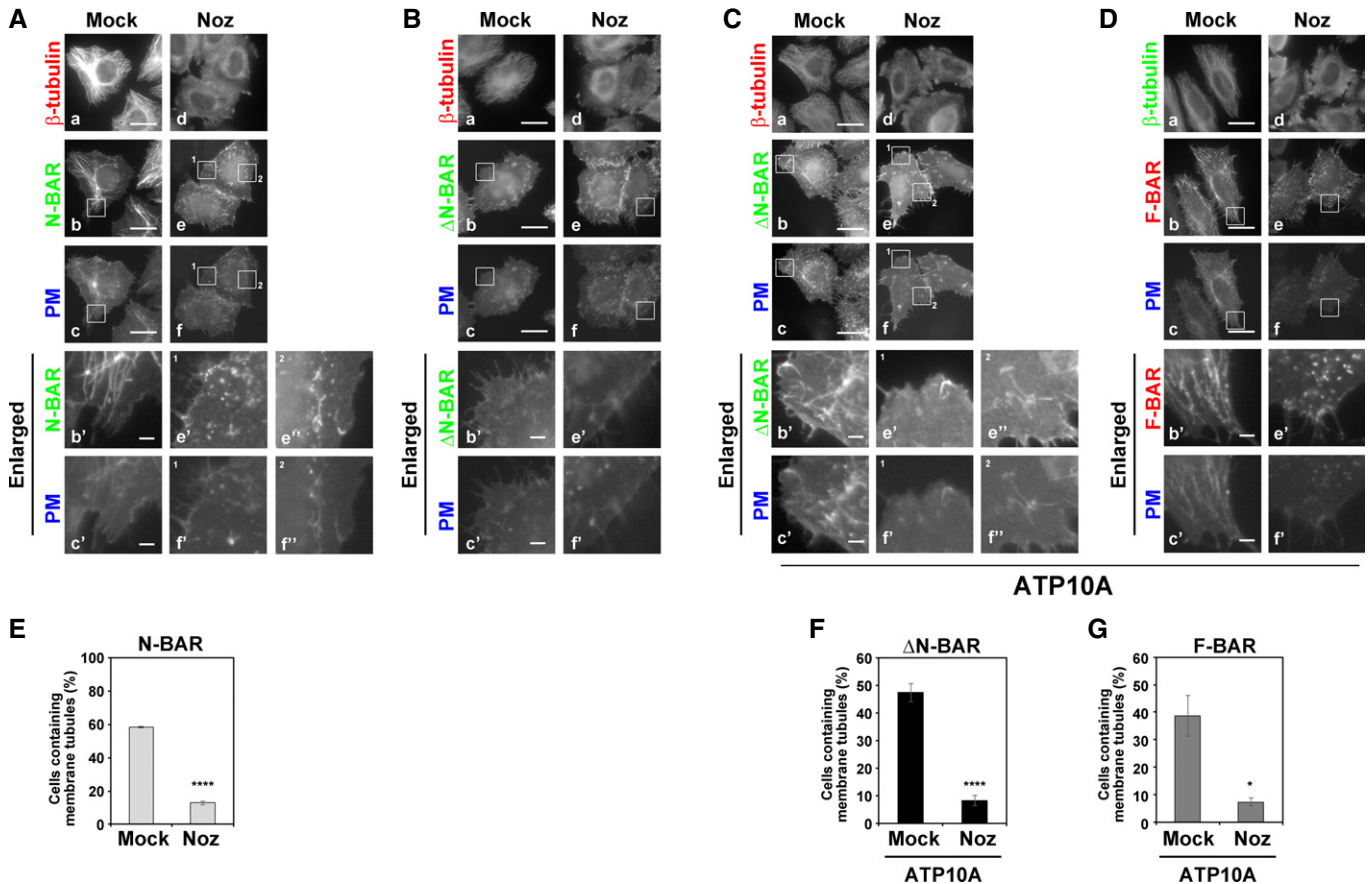 A
Mock
Noz
B
Mock
Noz
C
Mock
Noz
D
Mock
Noz
β-tubulin
a
d
β-tubulin
a
d
β-tubulin
a
d
β-tubulin
a
d
N-BAR
b
1
2
e
ΔN-BAR
b
e
ΔN-BAR
b
1
2
e
F-BAR
b
e
PM
c
1
2
f
PM
c
f
PM
c
1
2
f
PM
c
f
Enlarged
N-BAR
b'
1
e'
2
e''
Enlarged
ΔN-BAR
b'
e'
Enlarged
ΔN-BAR
b'
1
e'
2
e''
Enlarged
F-BAR
b'
e'
PM
c'
1
f'
2
f''
PM
c'
f'
PM
c'
1
f'
2
f''
PM
c'
f'
ATP10A
E
N-BAR
Cells containing
membrane tubules (%)
100
80
60
40
20
0
****
Mock
Noz
F
ΔN-BAR
Cells containing
membrane tubules (%)
60
50
40
30
20
10
0
****
Mock
Noz
ATP10A
G
F-BAR
Cells containing
membrane tubules (%)
60
50
40
30
20
10
0
*
Mock
Noz
ATP10A